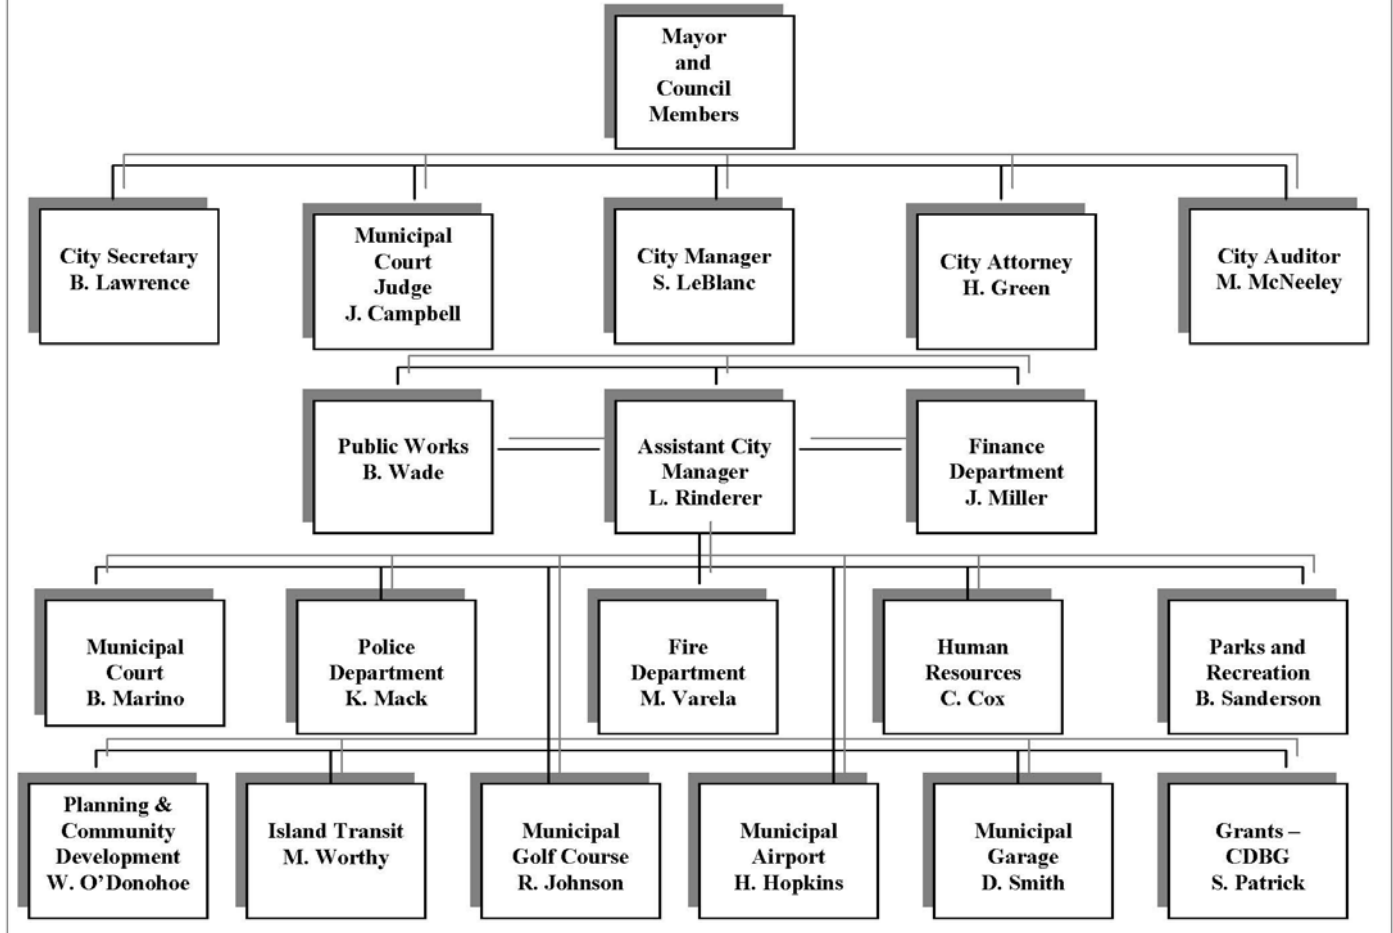 Mayor
and
Council
Members
City Secretary
B. Lawrence
Municipal
Court
Judge
J. Campbell
City Manager
S. LeBlanc
City Attorney
H. Green
City Auditor
M. McNeeley
Public Works
B. Wade
Assistant City
Manager
L. Rinderer
Finance
Department
J. Miller
Municipal
Court
B. Marino
Police
Department
K. Mack
Fire
Department
M. Varela
Human
Resources
C. Cox
Parks and
Recreation
B. Sanderson
Planning &
Community
Development
W. O’Donohoe
Island Transit
M. Worthy
Municipal
Golf Course
R. Johnson
Municipal
Airport
H. Hopkins
Municipal
Garage
D. Smith
Grants –
CDBG
S. Patrick